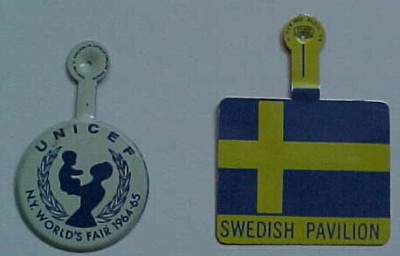 UNICEF
N.Y. WORLD'S FAIR 1964-65
SWEDISH PAVILION